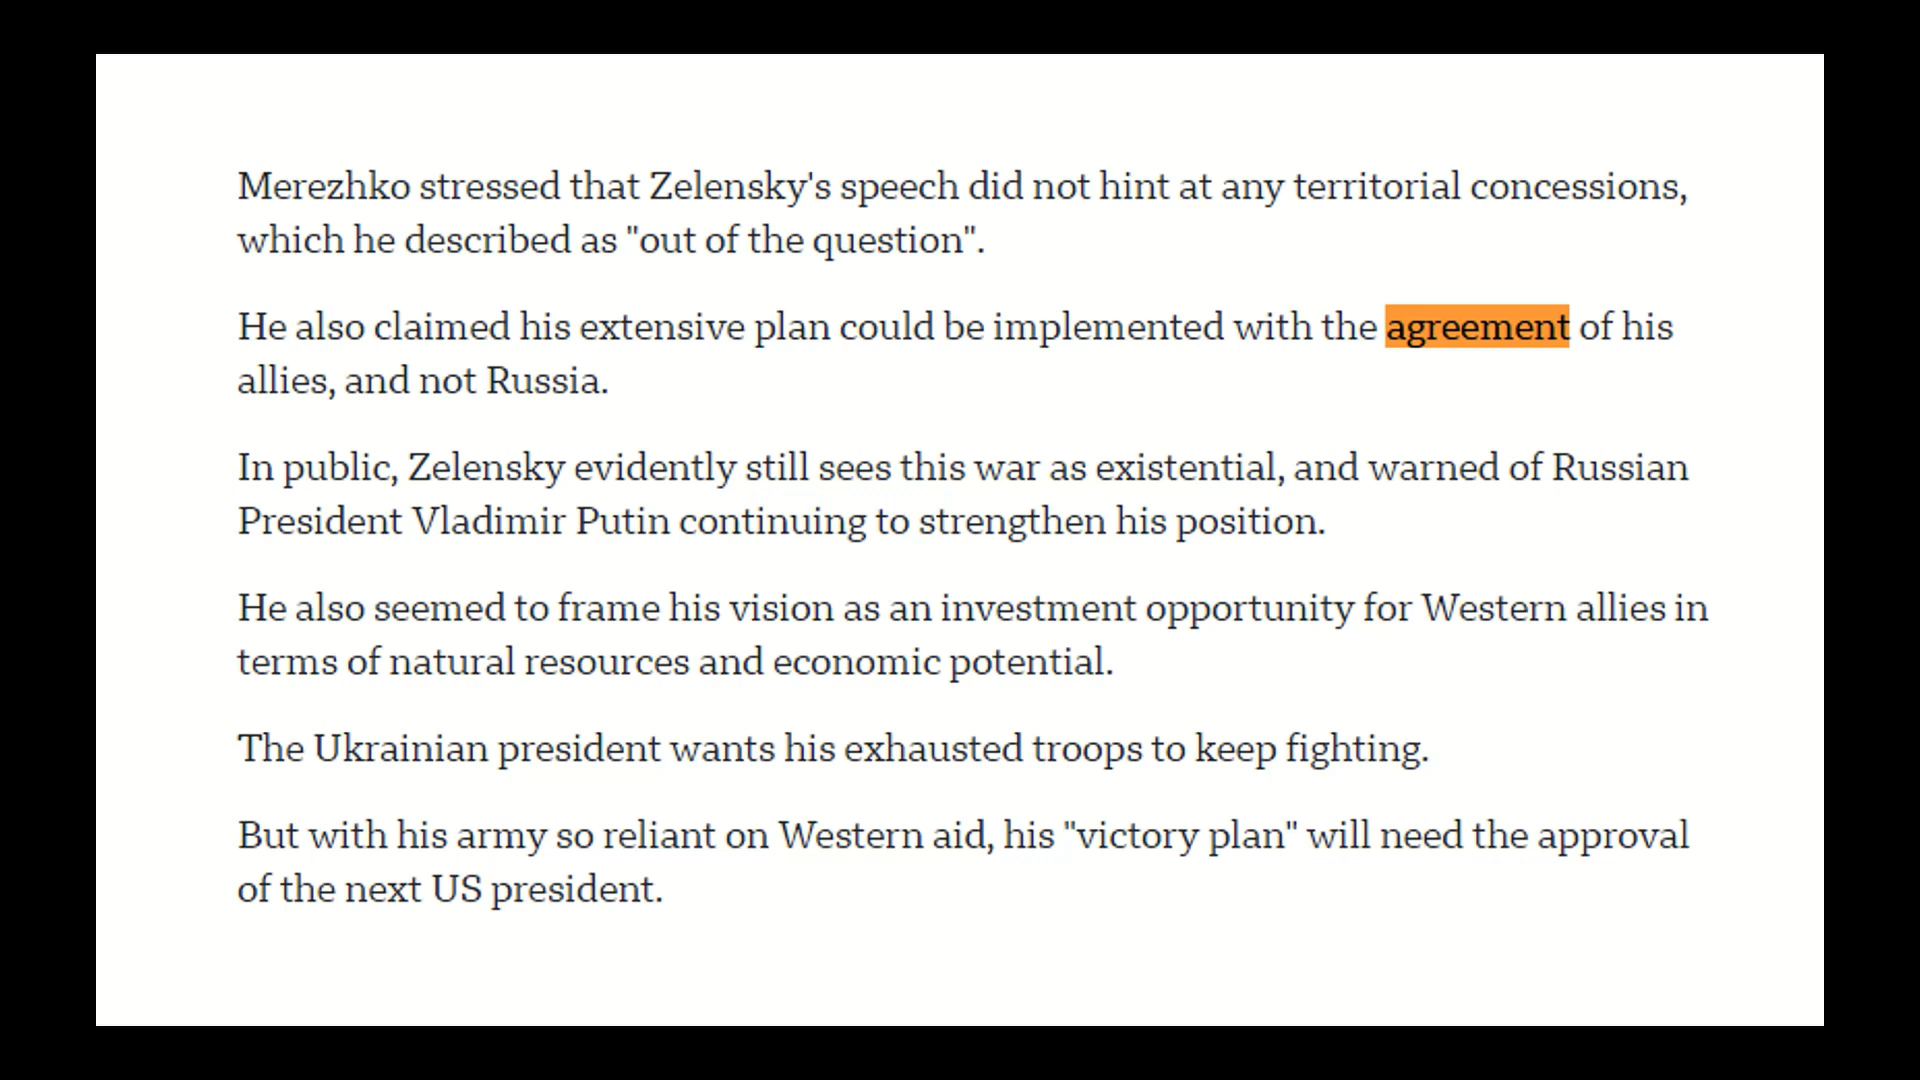 Merezhko stressed that Zelensky's speech did not hint at any territorial concessions,
which he described as "out of the question".
He also claimed his extensive plan could be implemented with the agreement of his
allies, and not Russia.
In public, Zelensky evidently still sees this war as existential, and warned of Russian
President Vladimir Putin continuing to strengthen his position.
He also seemed to frame his vision as an investment opportunity for Western allies in
terms of natural resources and economic potential.
The Ukrainian president wants his exhausted troops to keep fighting.
But with his army so reliant on Western aid, his "victory plan" will need the approval
of the next US president.